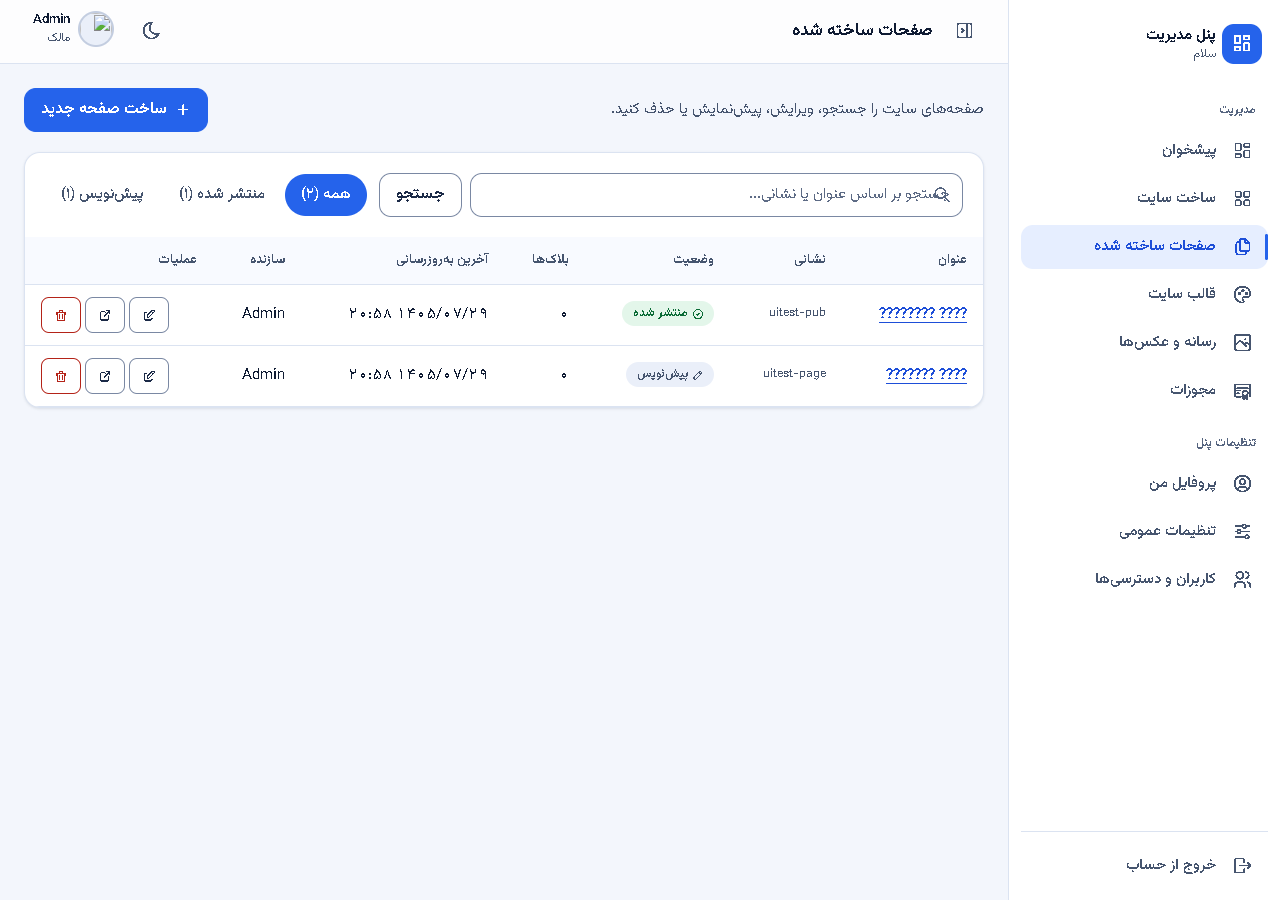 پنل مدیریت
سلام
مدیریت
پیشخوان
ساخت سایت
صفحات ساخته شده
قالب سایت
رسانه و عکس‌ها
مجوزات
تنظیمات پنل
پروفایل من
تنظیمات عمومی
کاربران و دسترسی‌ها
خروج از حساب
صفحات ساخته شده
Admin
مالک
صفحه‌های سایت را جستجو، ویرایش، پیش‌نمایش یا حذف کنید.
ساخت صفحه جدید
جستجو بر اساس عنوان یا نشانی...
جستجو
همه (۲)
منتشر شده (۱)
پیش‌نویس (۱)
عنوان نشانی وضعیت بلاک‌ها آخرین به‌روزرسانی سازنده عملیات
???? ???????? uitest-pub منتشر شده ۰ ۱۴۰۵/۰۷/۲۹ ۲۰:۵۸ Admin
???? ??????? uitest-page پیش‌نویس ۰ ۱۴۰۵/۰۷/۲۹ ۲۰:۵۸ Admin